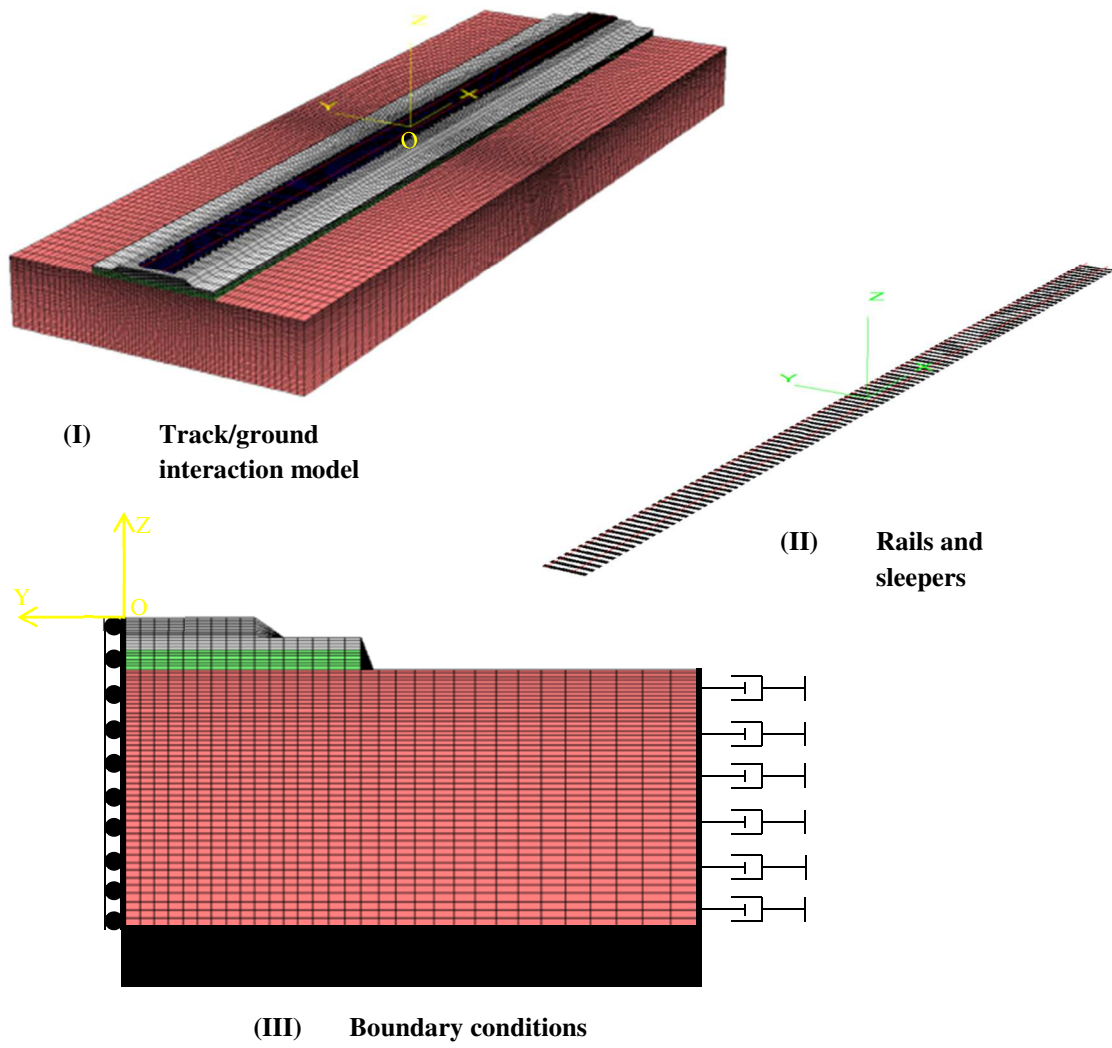 Z
Y
X
O
(I) Track/ground
interaction model
Z
Y
X
(II) Rails and
sleepers
Z
Y
O
(III) Boundary conditions